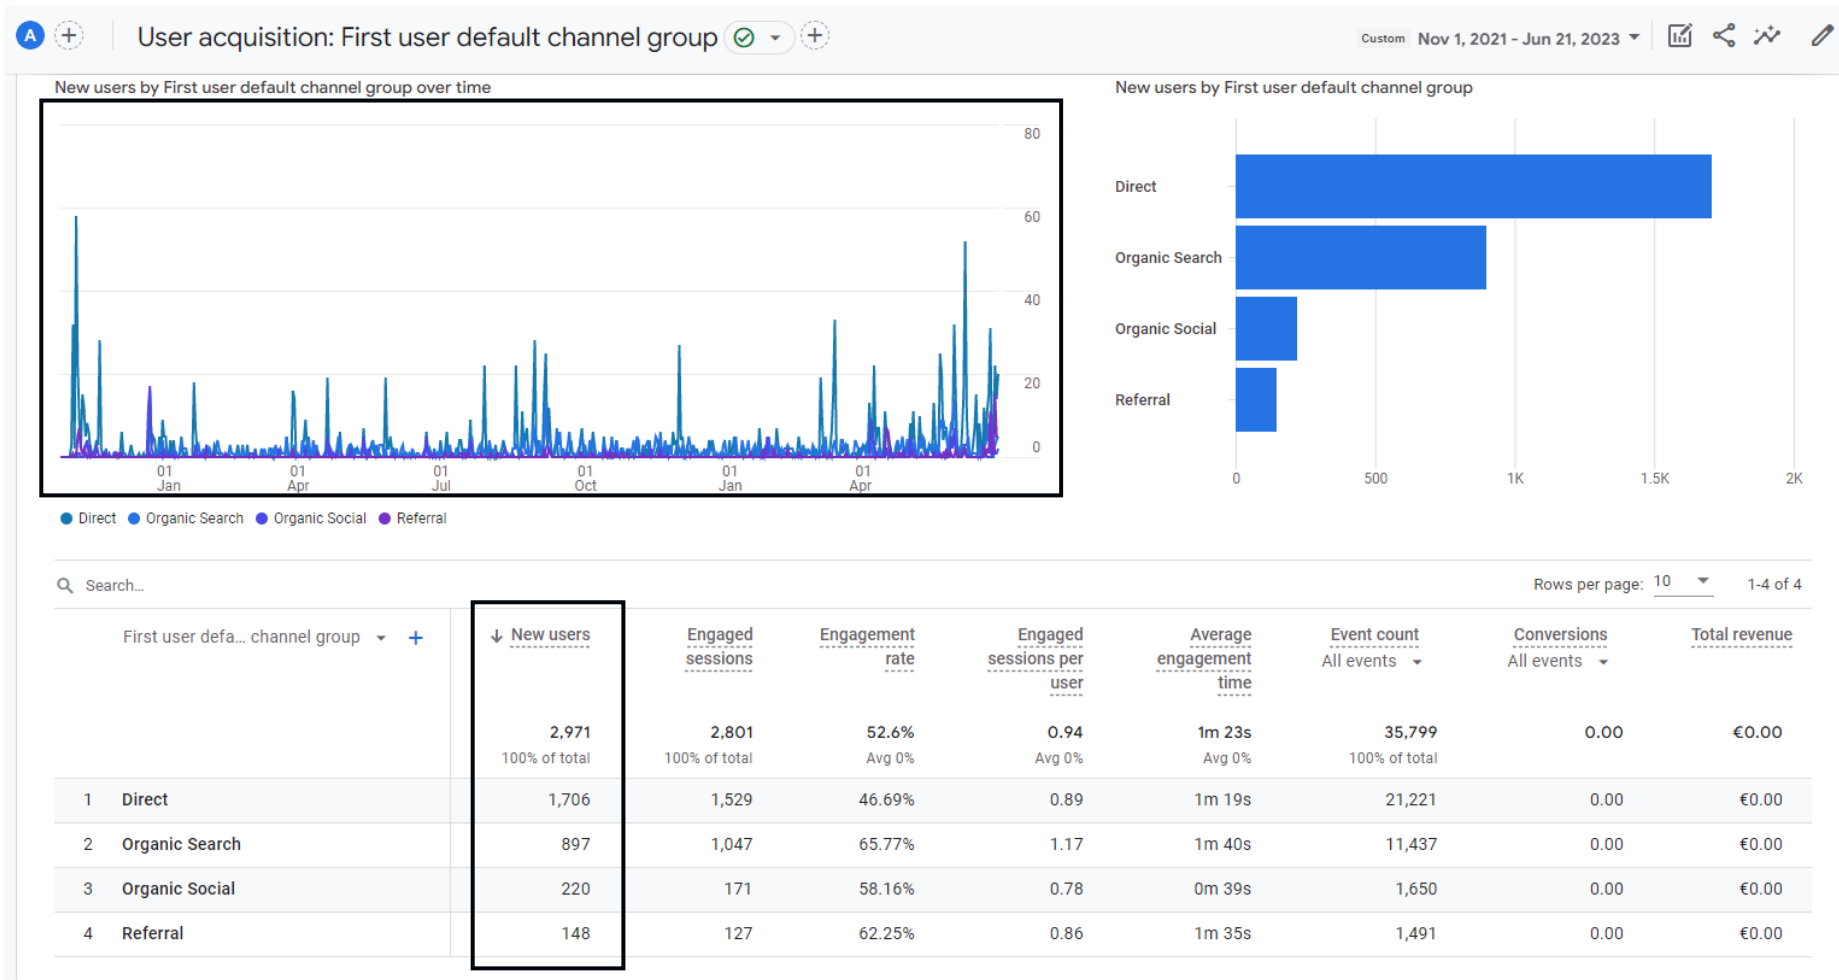 A
User acquisition: First user default channel group
Custom Nov 1, 2021 - Jun 21, 2023
New users by First user default channel group over time
80
60
40
20
0
01 Jan
01 Apr
01 Jul
01 Oct
01 Jan
01 Apr
Direct Organic Search Organic Social Referral
New users by First user default channel group
Direct
Organic Search
Organic Social
Referral
0 500 1K 1.5K 2K
Search...
Rows per page: 10 1-4 of 4
First user defa... channel group
New users
Engaged sessions
Engagement rate
Engaged sessions per user
Average engagement time
Event count
All events
Conversions
All events
Total revenue
2,971 2,801 52.6% 0.94 1m 23s 35,799 0.00 €0.00
100% of total 100% of total Avg 0% Avg 0% Avg 0% 100% of total
1 Direct 1,706 1,529 46.69% 0.89 1m 19s 21,221 0.00 €0.00
2 Organic Search 897 1,047 65.77% 1.17 1m 40s 11,437 0.00 €0.00
3 Organic Social 220 171 58.16% 0.78 0m 39s 1,650 0.00 €0.00
4 Referral 148 127 62.25% 0.86 1m 35s 1,491 0.00 €0.00